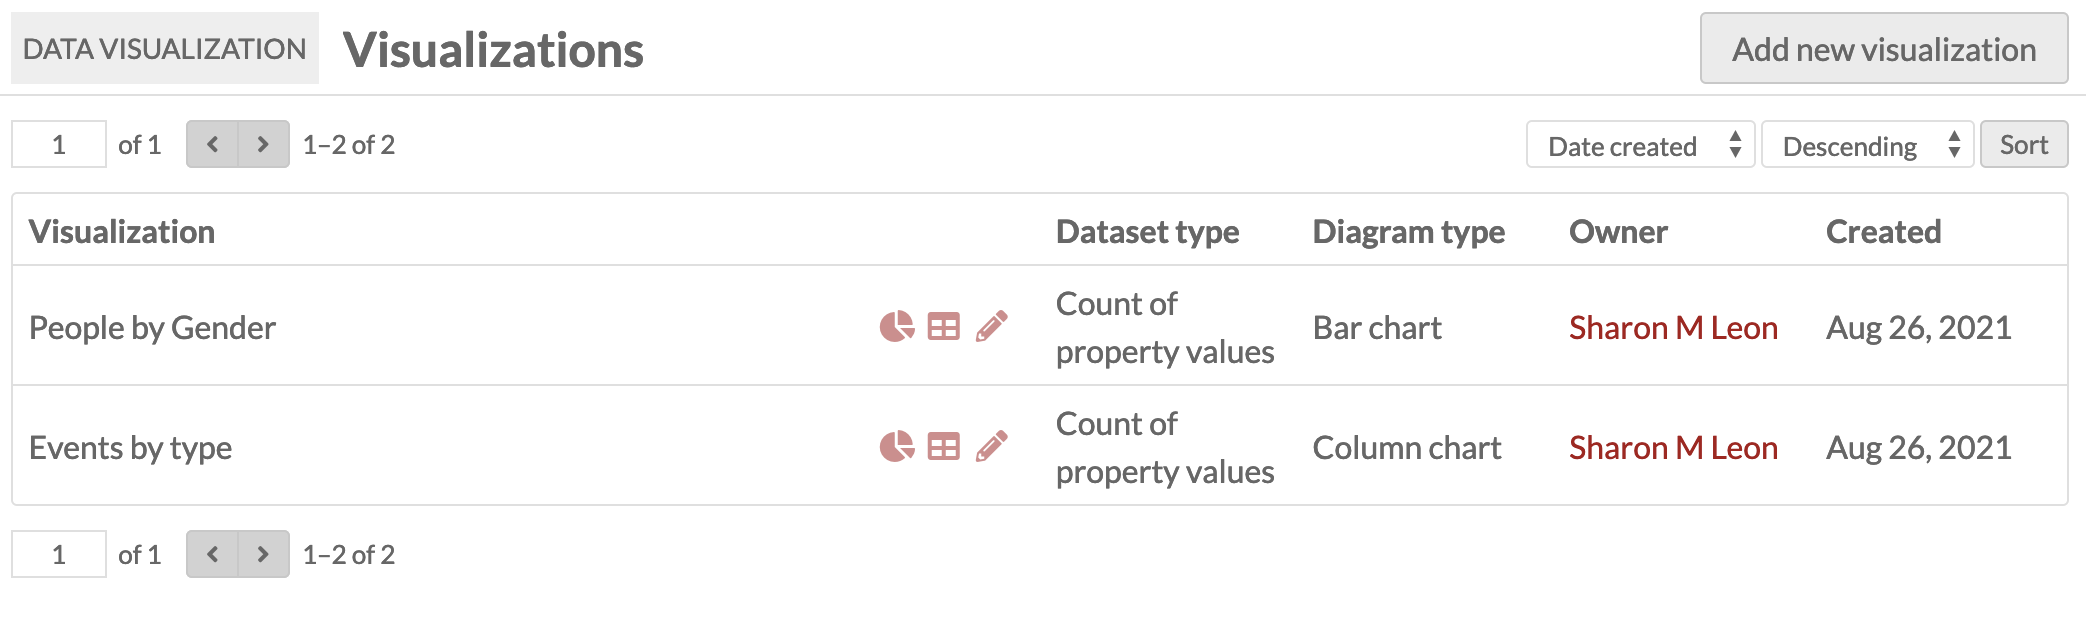 DATA VISUALIZATION Visualizations Add new visualization
1 of 1 1–2 of 2 Date created Descending Sort
Visualization Dataset type Diagram type Owner Created
People by Gender Count of property values Bar chart Sharon M Leon Aug 26, 2021
Events by type Count of property values Column chart Sharon M Leon Aug 26, 2021
1 of 1 1–2 of 2